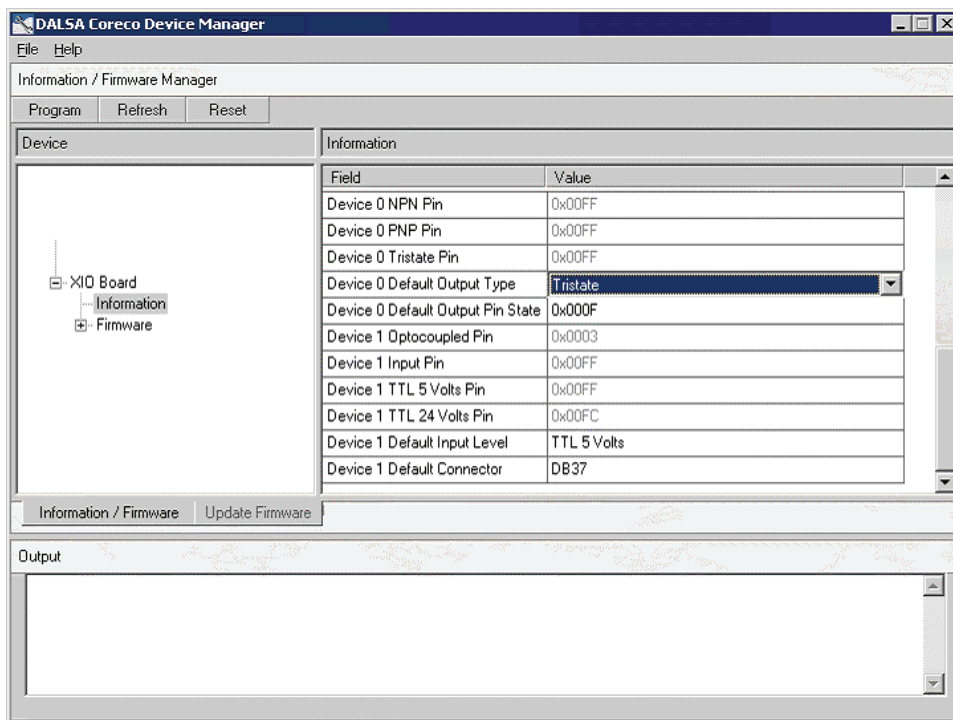 DALSA Coreco Device Manager
File Help
Information / Firmware Manager
Program Refresh Reset
Device Information
Field Value
Device 0 NPN Pin 0x00FF
Device 0 PNP Pin 0x00FF
Device 0 Tristate Pin 0x00FF
XIO Board Device 0 Default Output Type Tristate
Information Device 0 Default Output Pin State 0x000F
Firmware Device 1 Optocoupled Pin 0x0003
Device 1 Input Pin 0x00FF
Device 1 TTL 5 Volts Pin 0x00FF
Device 1 TTL 24 Volts Pin 0x00FC
Device 1 Default Input Level TTL 5 Volts
Device 1 Default Connector DB37
Information / Firmware Update Firmware
Output